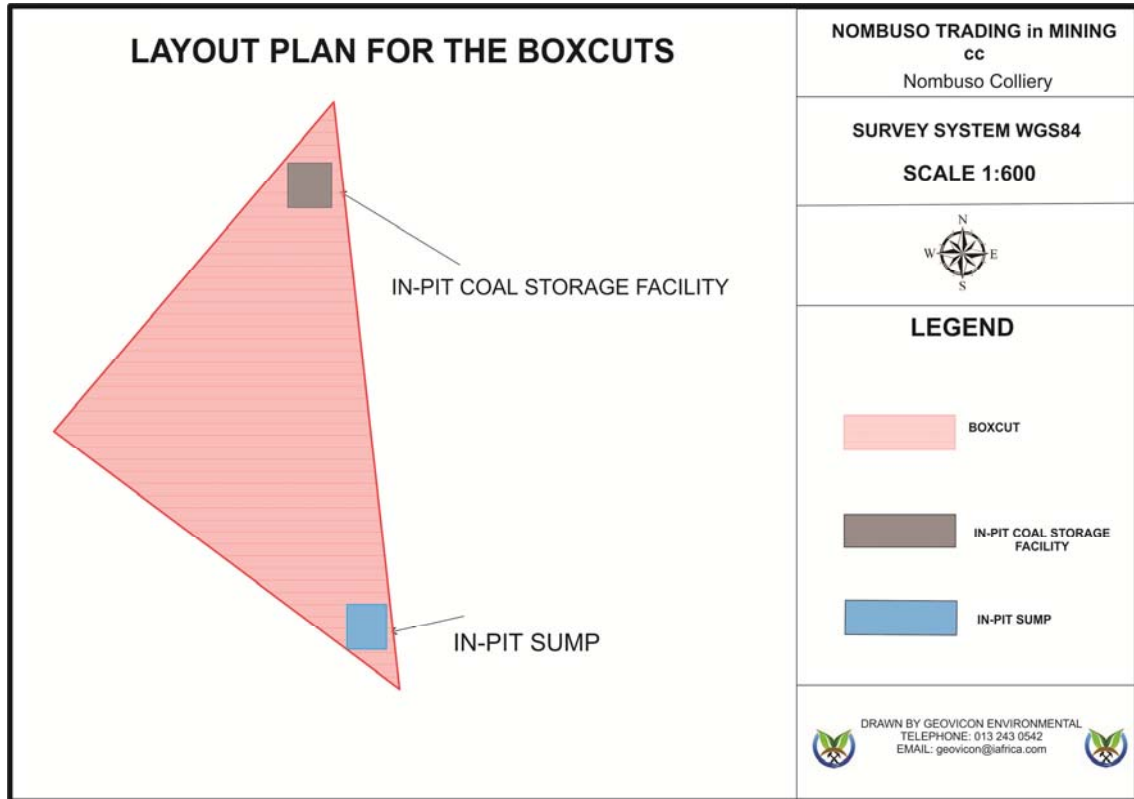 LAYOUT PLAN FOR THE BOXCUTS
IN-PIT COAL STORAGE FACILITY
IN-PIT SUMP
NOMBUSO TRADING in MINING
cc
Nombuso Colliery
SURVEY SYSTEM WGS84
SCALE 1:600
N
W
E
S
LEGEND
BOXCUT
IN-PIT COAL STORAGE
FACILITY
IN-PIT SUMP
DRAWN BY GEOVICON ENVIRONMENTAL
TELEPHONE: 013 243 0542
EMAIL: geovicon@iafrica.com